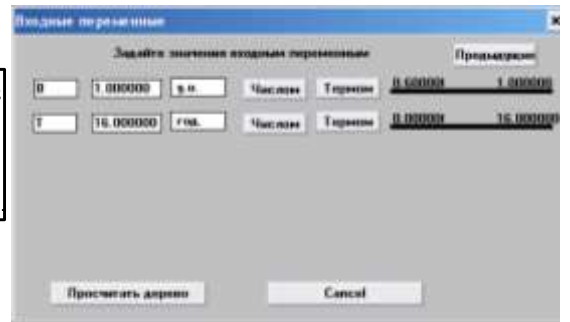 Входные переменные
Задайте значения входным переменным
Предыдущие
1.000000 у.е. Числом Термом 0.600000 1.000000
T 16.000000 год. Числом Термом 0.000000 16.000000
Просчитать дерево Cancel